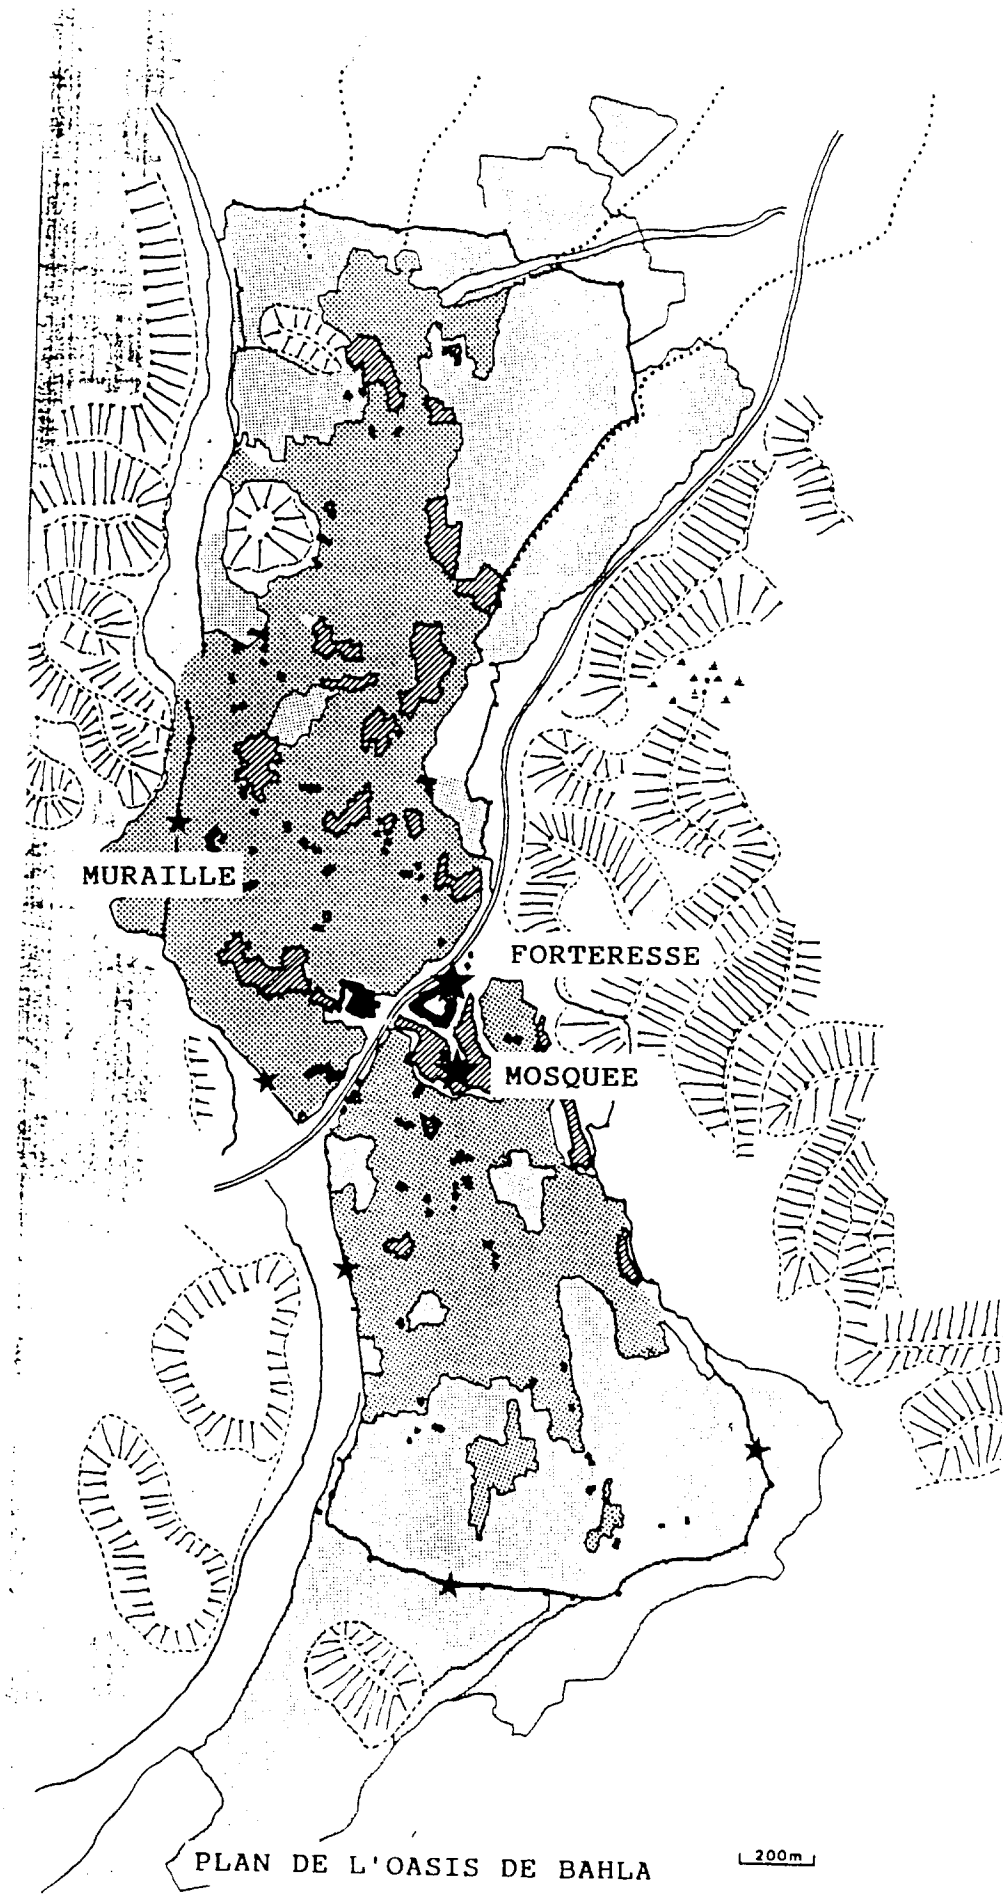 MURAILLE
FORTERESSE
MOSQUEE
PLAN DE L'OASIS DE BAHLA
200m